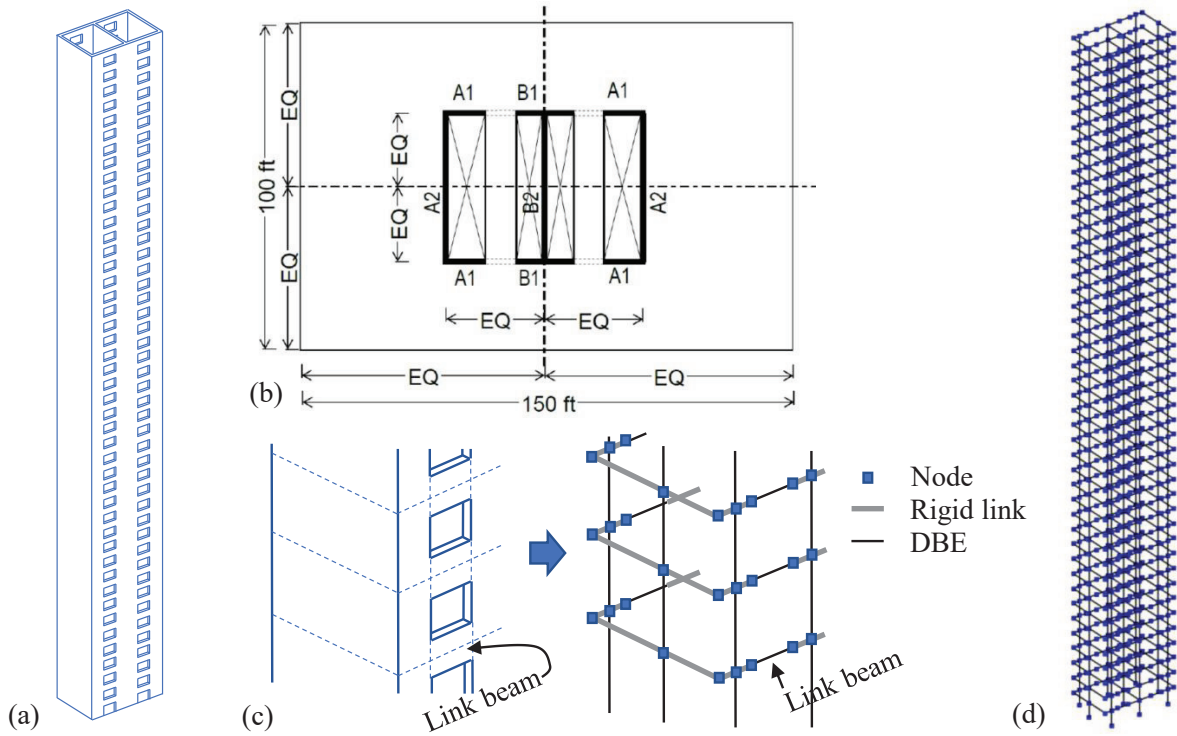 (a)
(b)
A1
B1
A1
EQ
EQ
100 ft
EQ
EQ
A2
B2
A2
A1
B1
A1
EQ
EQ
EQ
EQ
150 ft
(c)
Link beam
Link beam
Node
Rigid link
DBE
(d)